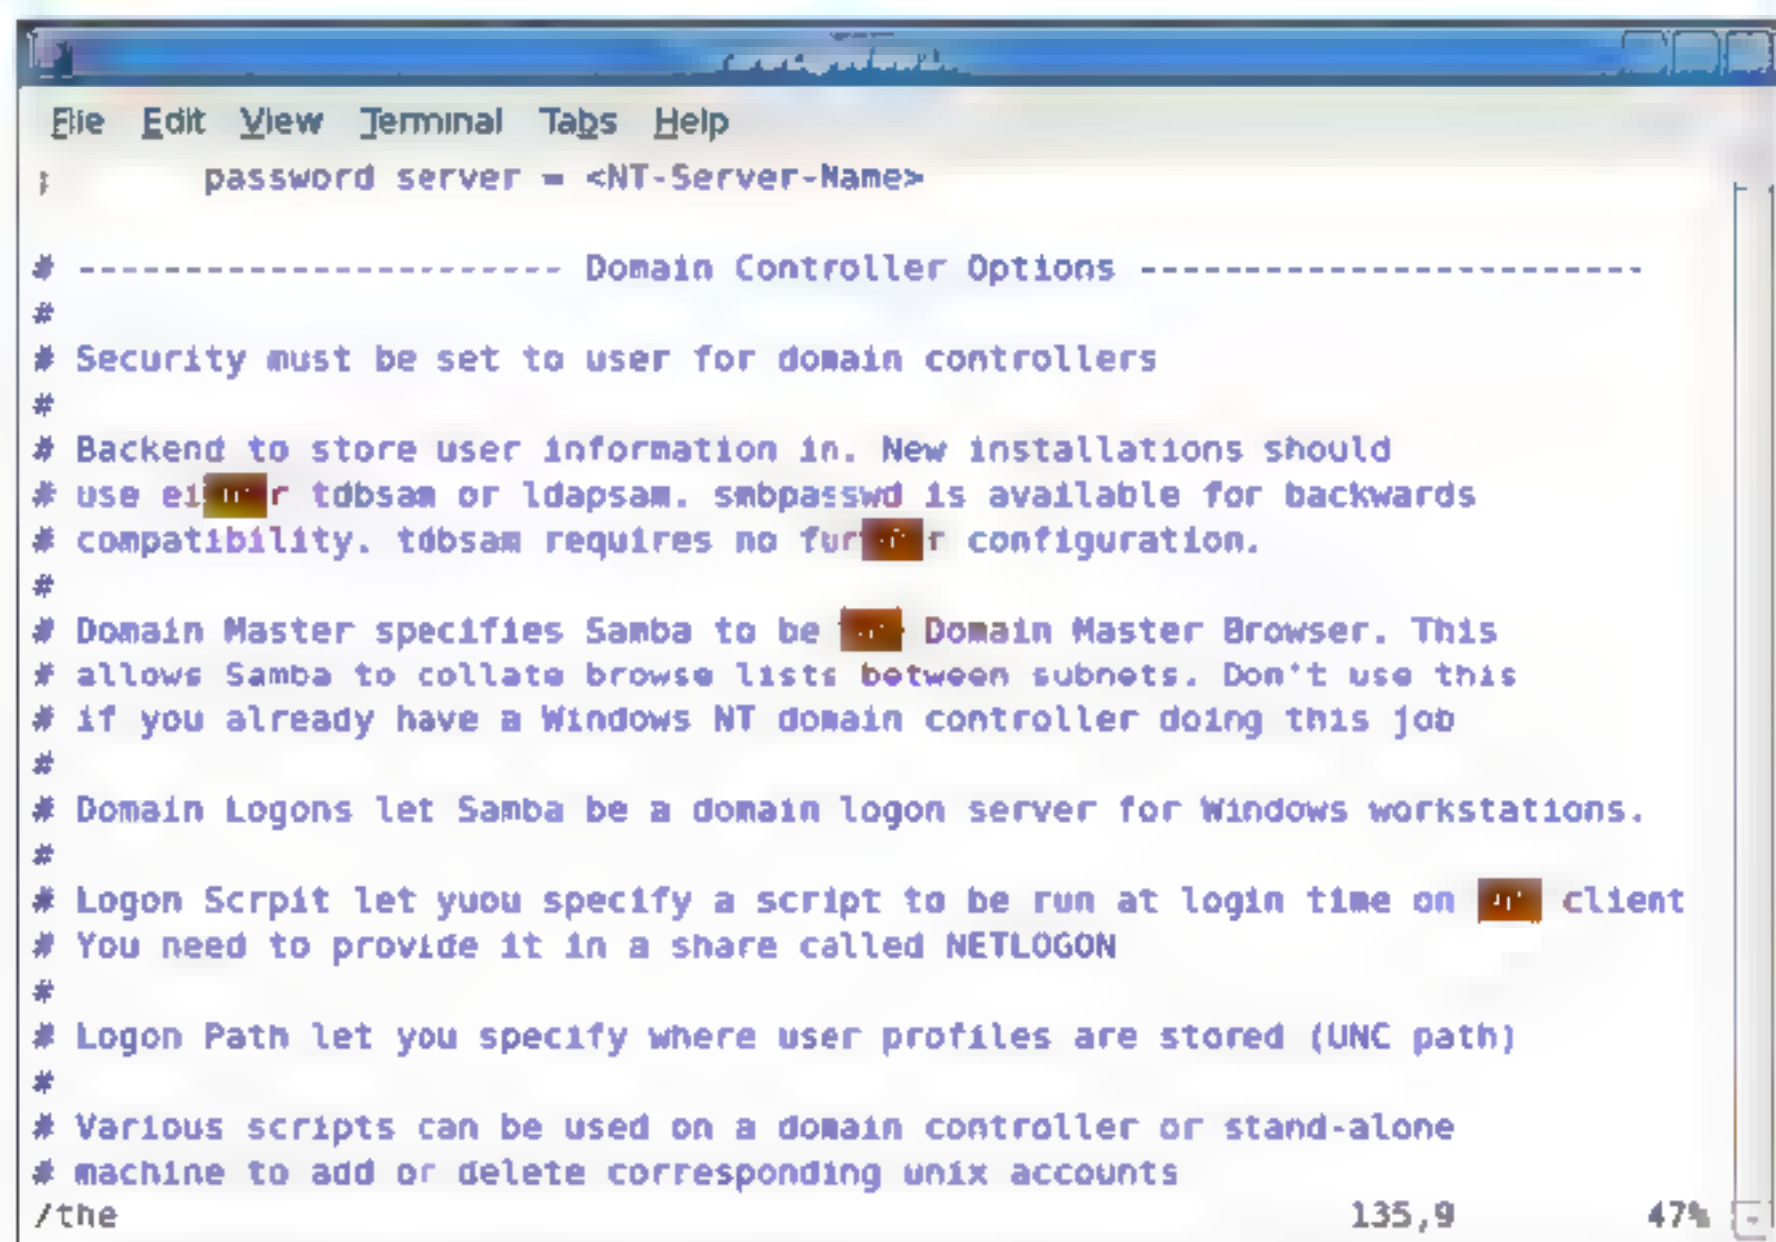 File Edit View Terminal Tabs Help
;       password server = <NT-Server-Name>
# ----------------------- Domain Controller Options ------------------------
#
# Security must be set to user for domain controllers
#
# Backend to store user information in. New installations should
# use either tdbsam or ldapsam. smbpasswd is available for backwards
# compatibility. tdbsam requires no further configuration.
#
# Domain Master specifies Samba to be the Domain Master Browser. This
# allows Samba to collate browse lists between subnets. Don't use this
# if you already have a Windows NT domain controller doing this job
#
# Domain Logons let Samba be a domain logon server for Windows workstations.
#
# Logon Scrpit let yuou specify a script to be run at login time on the client
# You need to provide it in a share called NETLOGON
#
# Logon Path let you specify where user profiles are stored (UNC path)
#
# Various scripts can be used on a domain controller or stand-alone
# machine to add or delete corresponding unix accounts
/the 135,9 47%